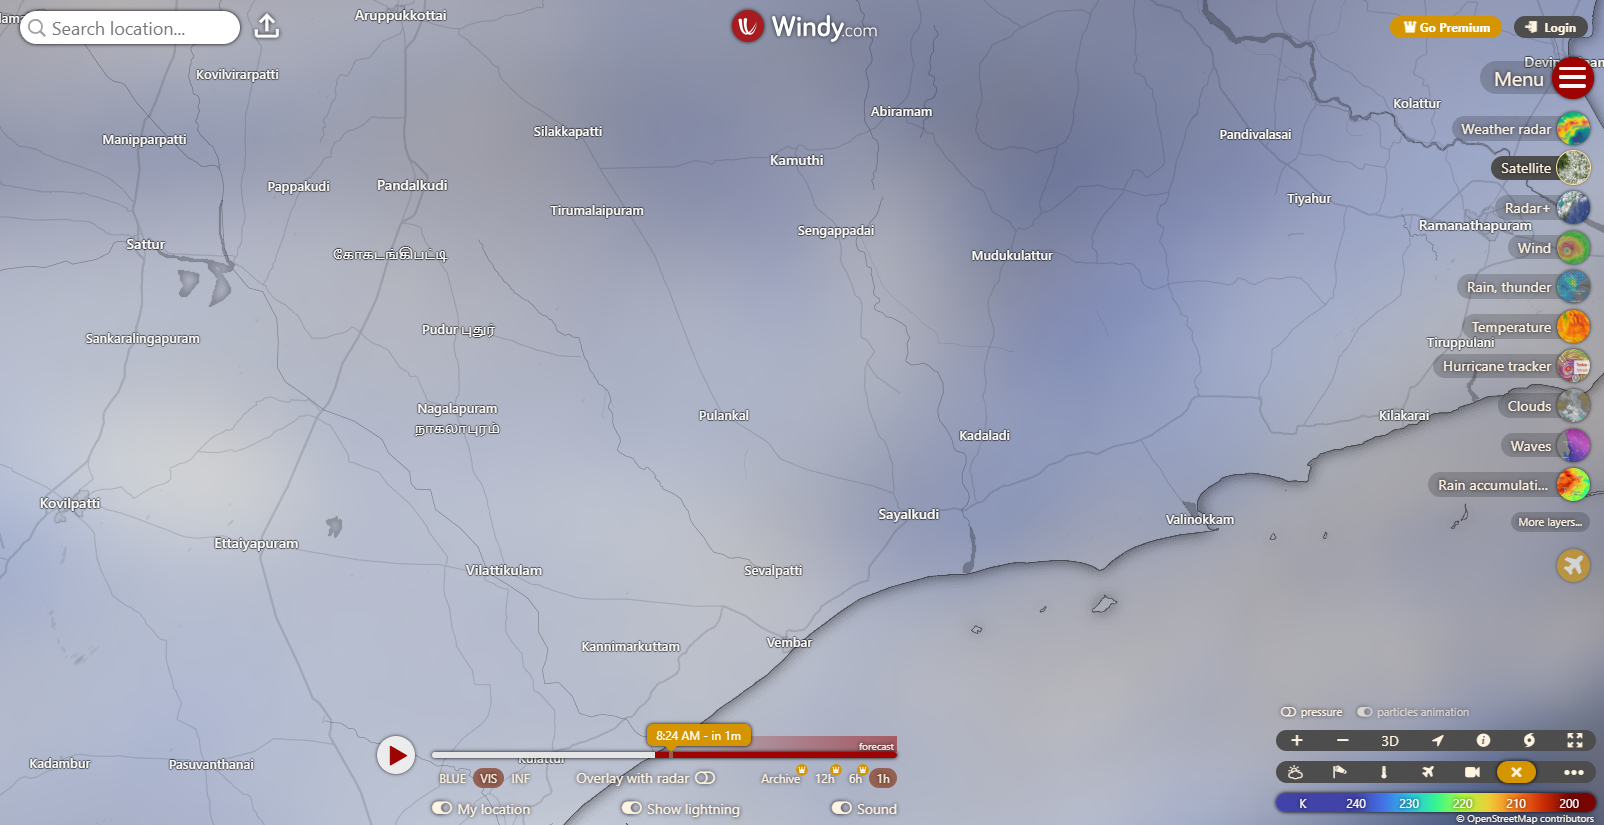 Search location...
Aruppukkottai
Windy.com
Go Premium
Login
Menu
Kovilvirarpatti
Abiramam
Kolattur
Manipparpatti
Silakkapatti
Pandivalasai
Weather radar
Kamuthi
Satellite
Pappakudi
Pandalkudi
Tirumalaipuram
Tiyahur
Radar+
Ramanathapuram
Sattur
கோகடங்கிபட்டி
Sengappadai
Mudukulattur
Wind
Rain, thunder
Sankaralingapuram
Pudur புதூர்
Temperature
Tiruppulani
Hurricane tracker
Nagalapuram
நாகலாபுரம்
Pulankal
Kilakarai
Clouds
Kadaladi
Waves
Rain accumulati...
Kovilpatti
Sayalkudi
Valinokkam
More layers...
Ettaiyapuram
Vilattikulam
Sevalpatti
Kannimarkuttam
Vembar
pressure
particles animation
8:24 AM - in 1m
forecast
3D
Kadambur
Pasuvanthanai
Kulattur
BLUE
VIS
INF
Overlay with radar
Archive
12h
6h
1h
My location
Show lightning
Sound
K 240 230 220 210 200
© OpenStreetMap contributors